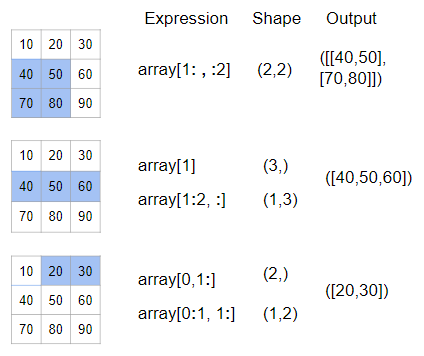 Expression Shape Output
10 20 30
40 50 60
70 80 90
array[1: , :2] (2,2) ([[40,50],
[70,80]])
10 20 30
40 50 60
70 80 90
array[1] (3,)
array[1:2, :] (1,3)
([40,50,60])
10 20 30
40 50 60
70 80 90
array[0,1:] (2,)
array[0:1, 1:] (1,2)
([20,30])